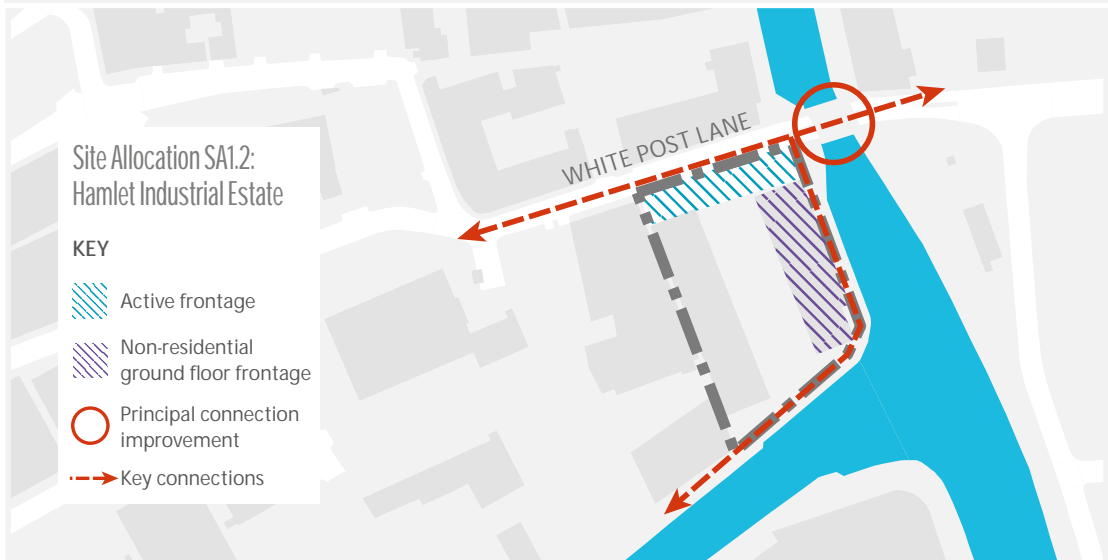 WHITE POST LANE
Site Allocation SA1.2:
Hamlet Industrial Estate
KEY
Active frontage
Non-residential
ground floor frontage
Principal connection
improvement
Key connections